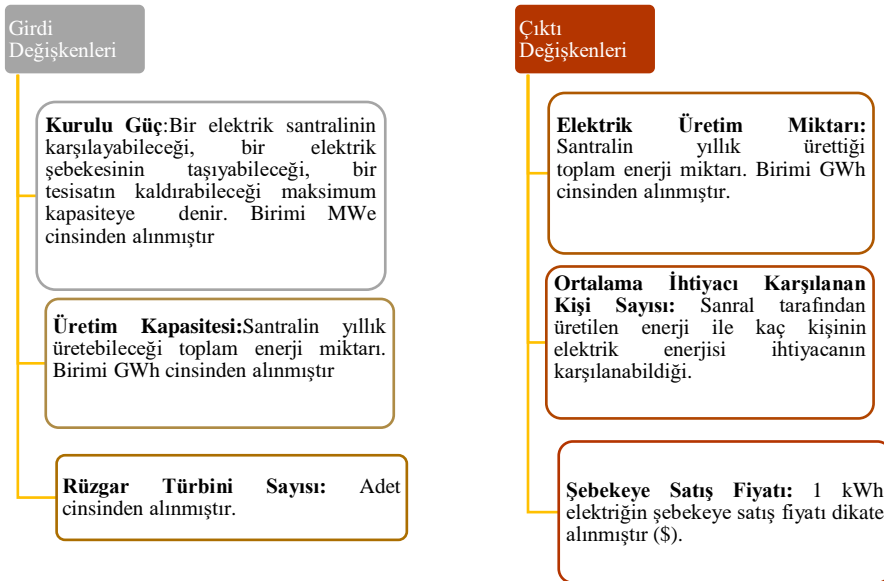 Girdi
Değişkenleri
Kurulu Güç:Bir elektrik santralinin
karşılayabileceği, bir elektrik
şebekesinin taşıyabileceği, bir
tesisatın kaldırabileceği maksimum
kapasiteye denir. Birimi MWe
cinsinden alınmıştır
Üretim Kapasitesi:Santralin yıllık
üretebileceği toplam enerji miktarı.
Birimi GWh cinsinden alınmıştır
Rüzgar Türbini Sayısı: Adet
cinsinden alınmıştır.
Çıktı
Değişkenleri
Elektrik Üretim Miktarı:
Santralin yıllık ürettiği
toplam enerji miktarı. Birimi GWh
cinsinden alınmıştır.
Ortalama İhtiyacı Karşılanan
Kişi Sayısı: Sanral tarafından
üretilen enerji ile kaç kişinin
elektrik enerjisi ihtiyacanın
karşılanabildiği.
Şebekeye Satış Fiyatı: 1 kWh
elektriğin şebekeye satış fiyatı dikate
alınmıştır ($).